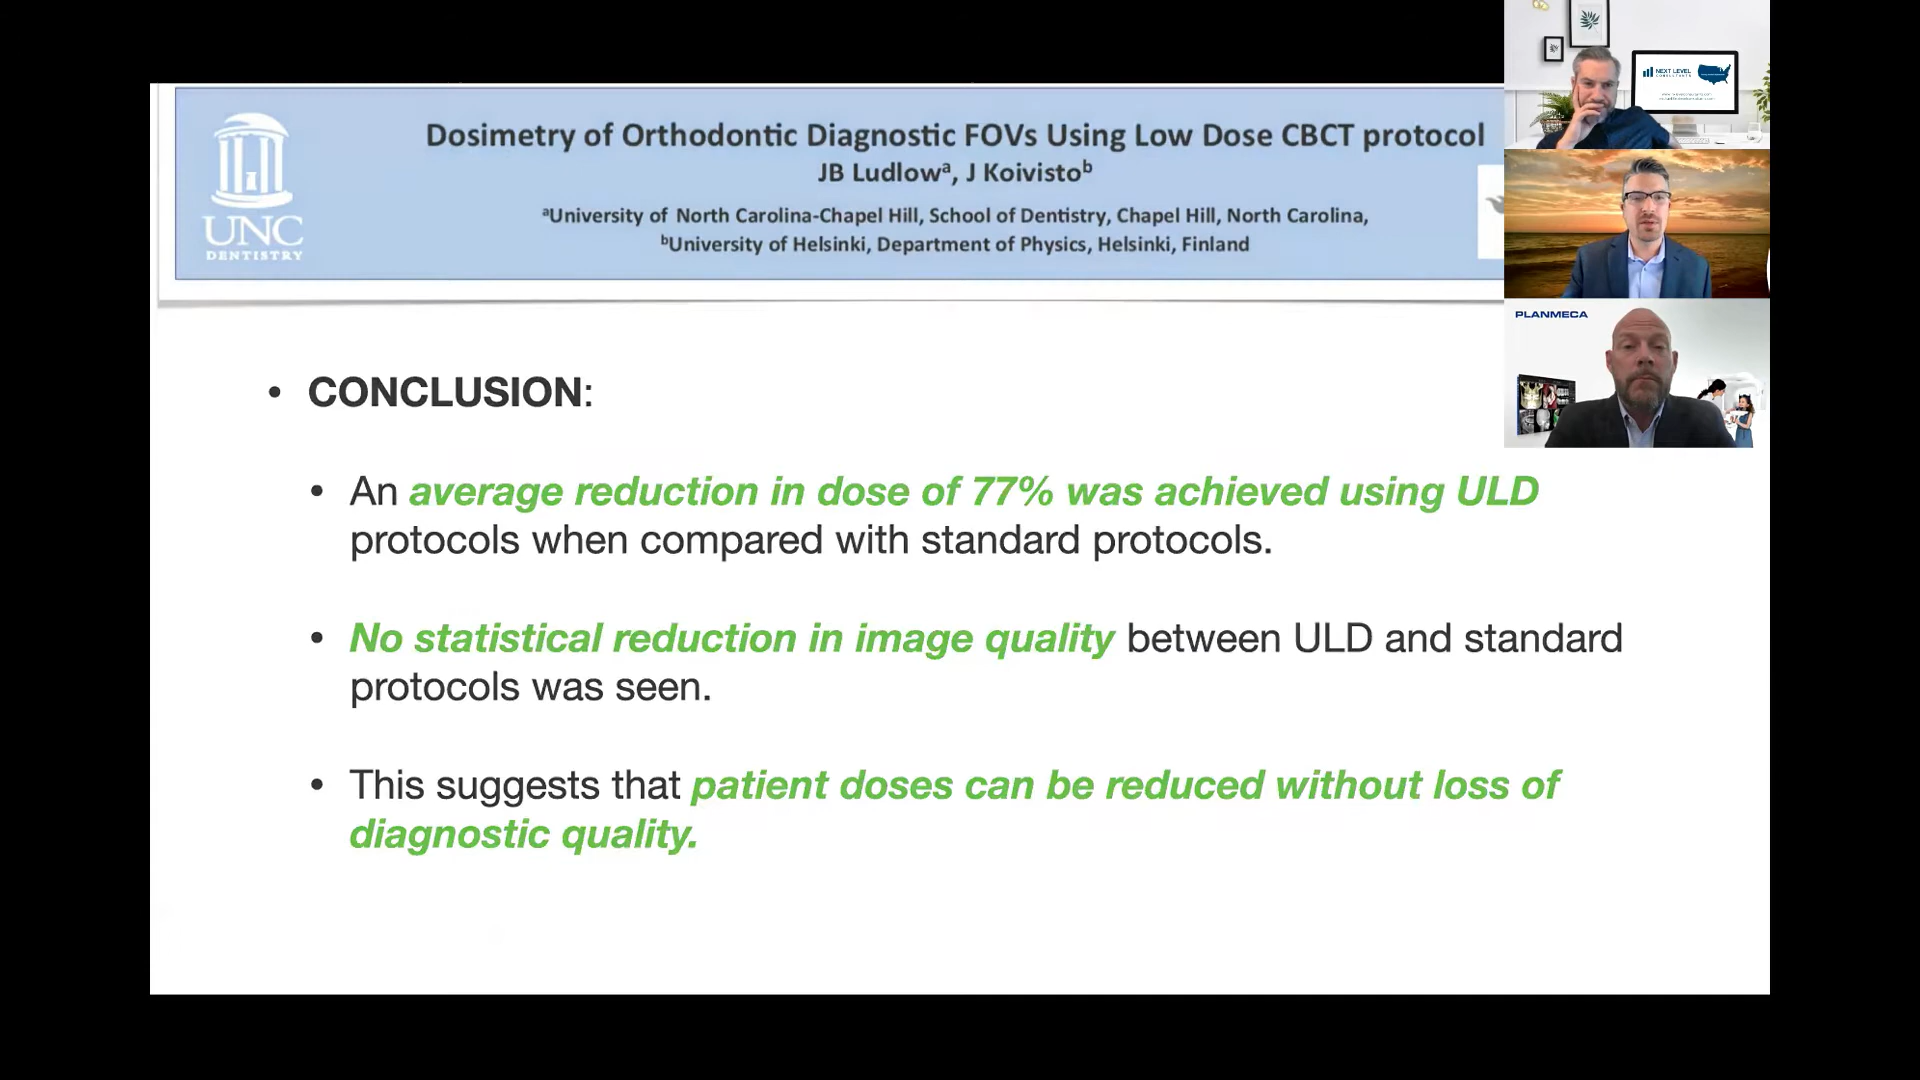 Dosimetry of Orthodontic Diagnostic FOVs Using Low Dose CBCT protocol
JB Ludlowᵃ, J Koivistoᵇ
ᵃUniversity of North Carolina-Chapel Hill, School of Dentistry, Chapel Hill, North Carolina,
ᵇUniversity of Helsinki, Department of Physics, Helsinki, Finland
UNC
DENTISTRY
NEXT LEVEL
CONSULTANTS
PLANMECA
• CONCLUSION:
• An average reduction in dose of 77% was achieved using ULD
protocols when compared with standard protocols.
• No statistical reduction in image quality between ULD and standard
protocols was seen.
• This suggests that patient doses can be reduced without loss of
diagnostic quality.